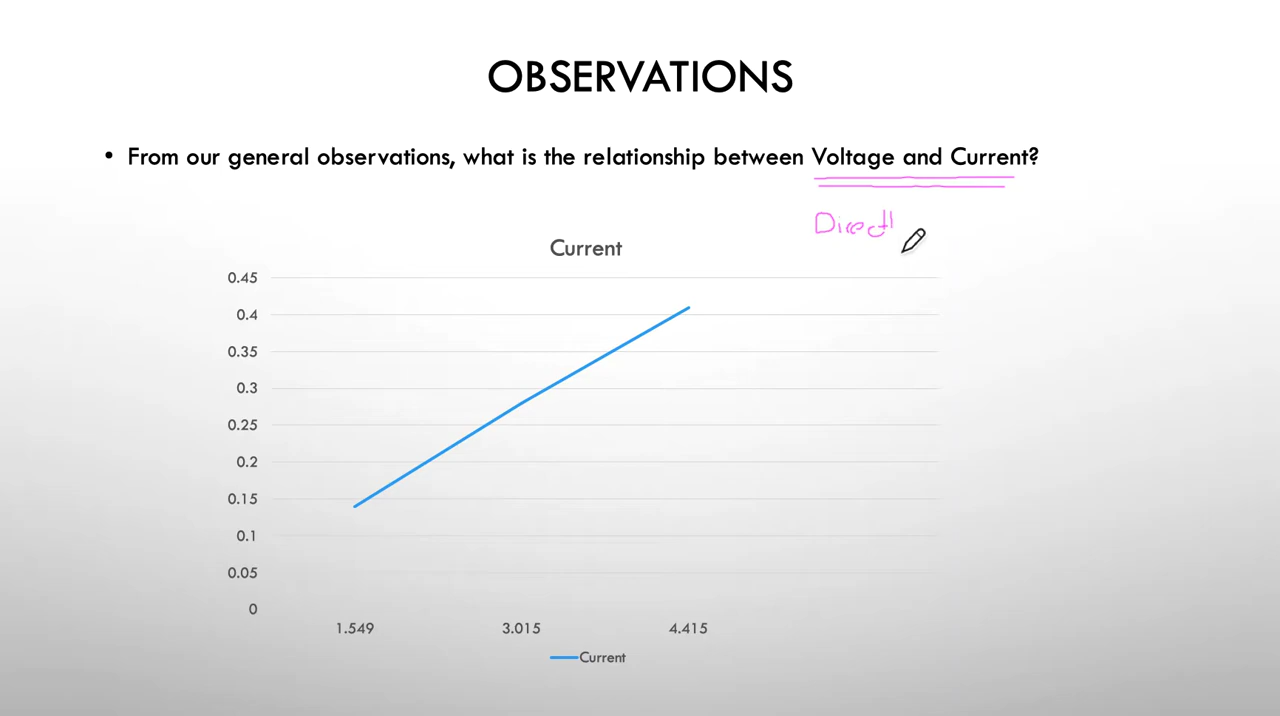 OBSERVATIONS
• From our general observations, what is the relationship between Voltage and Current?
Directl
Current
0.45
0.4
0.35
0.3
0.25
0.2
0.15
0.1
0.05
0
1.549 3.015 4.415
Current